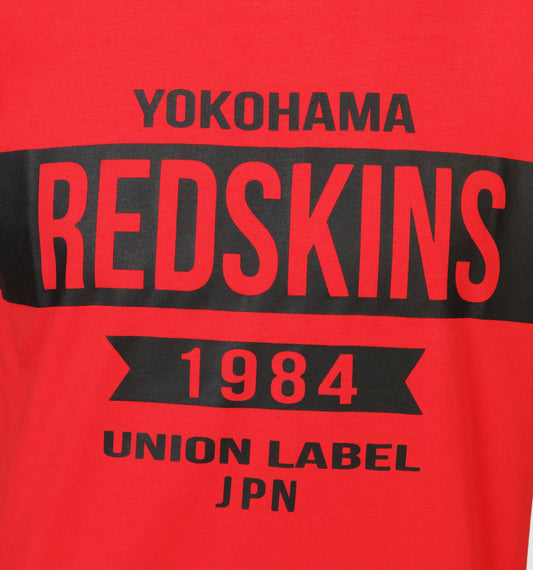 YOKOHAMA
REDSKINS
1984
UNION LABEL
JPN